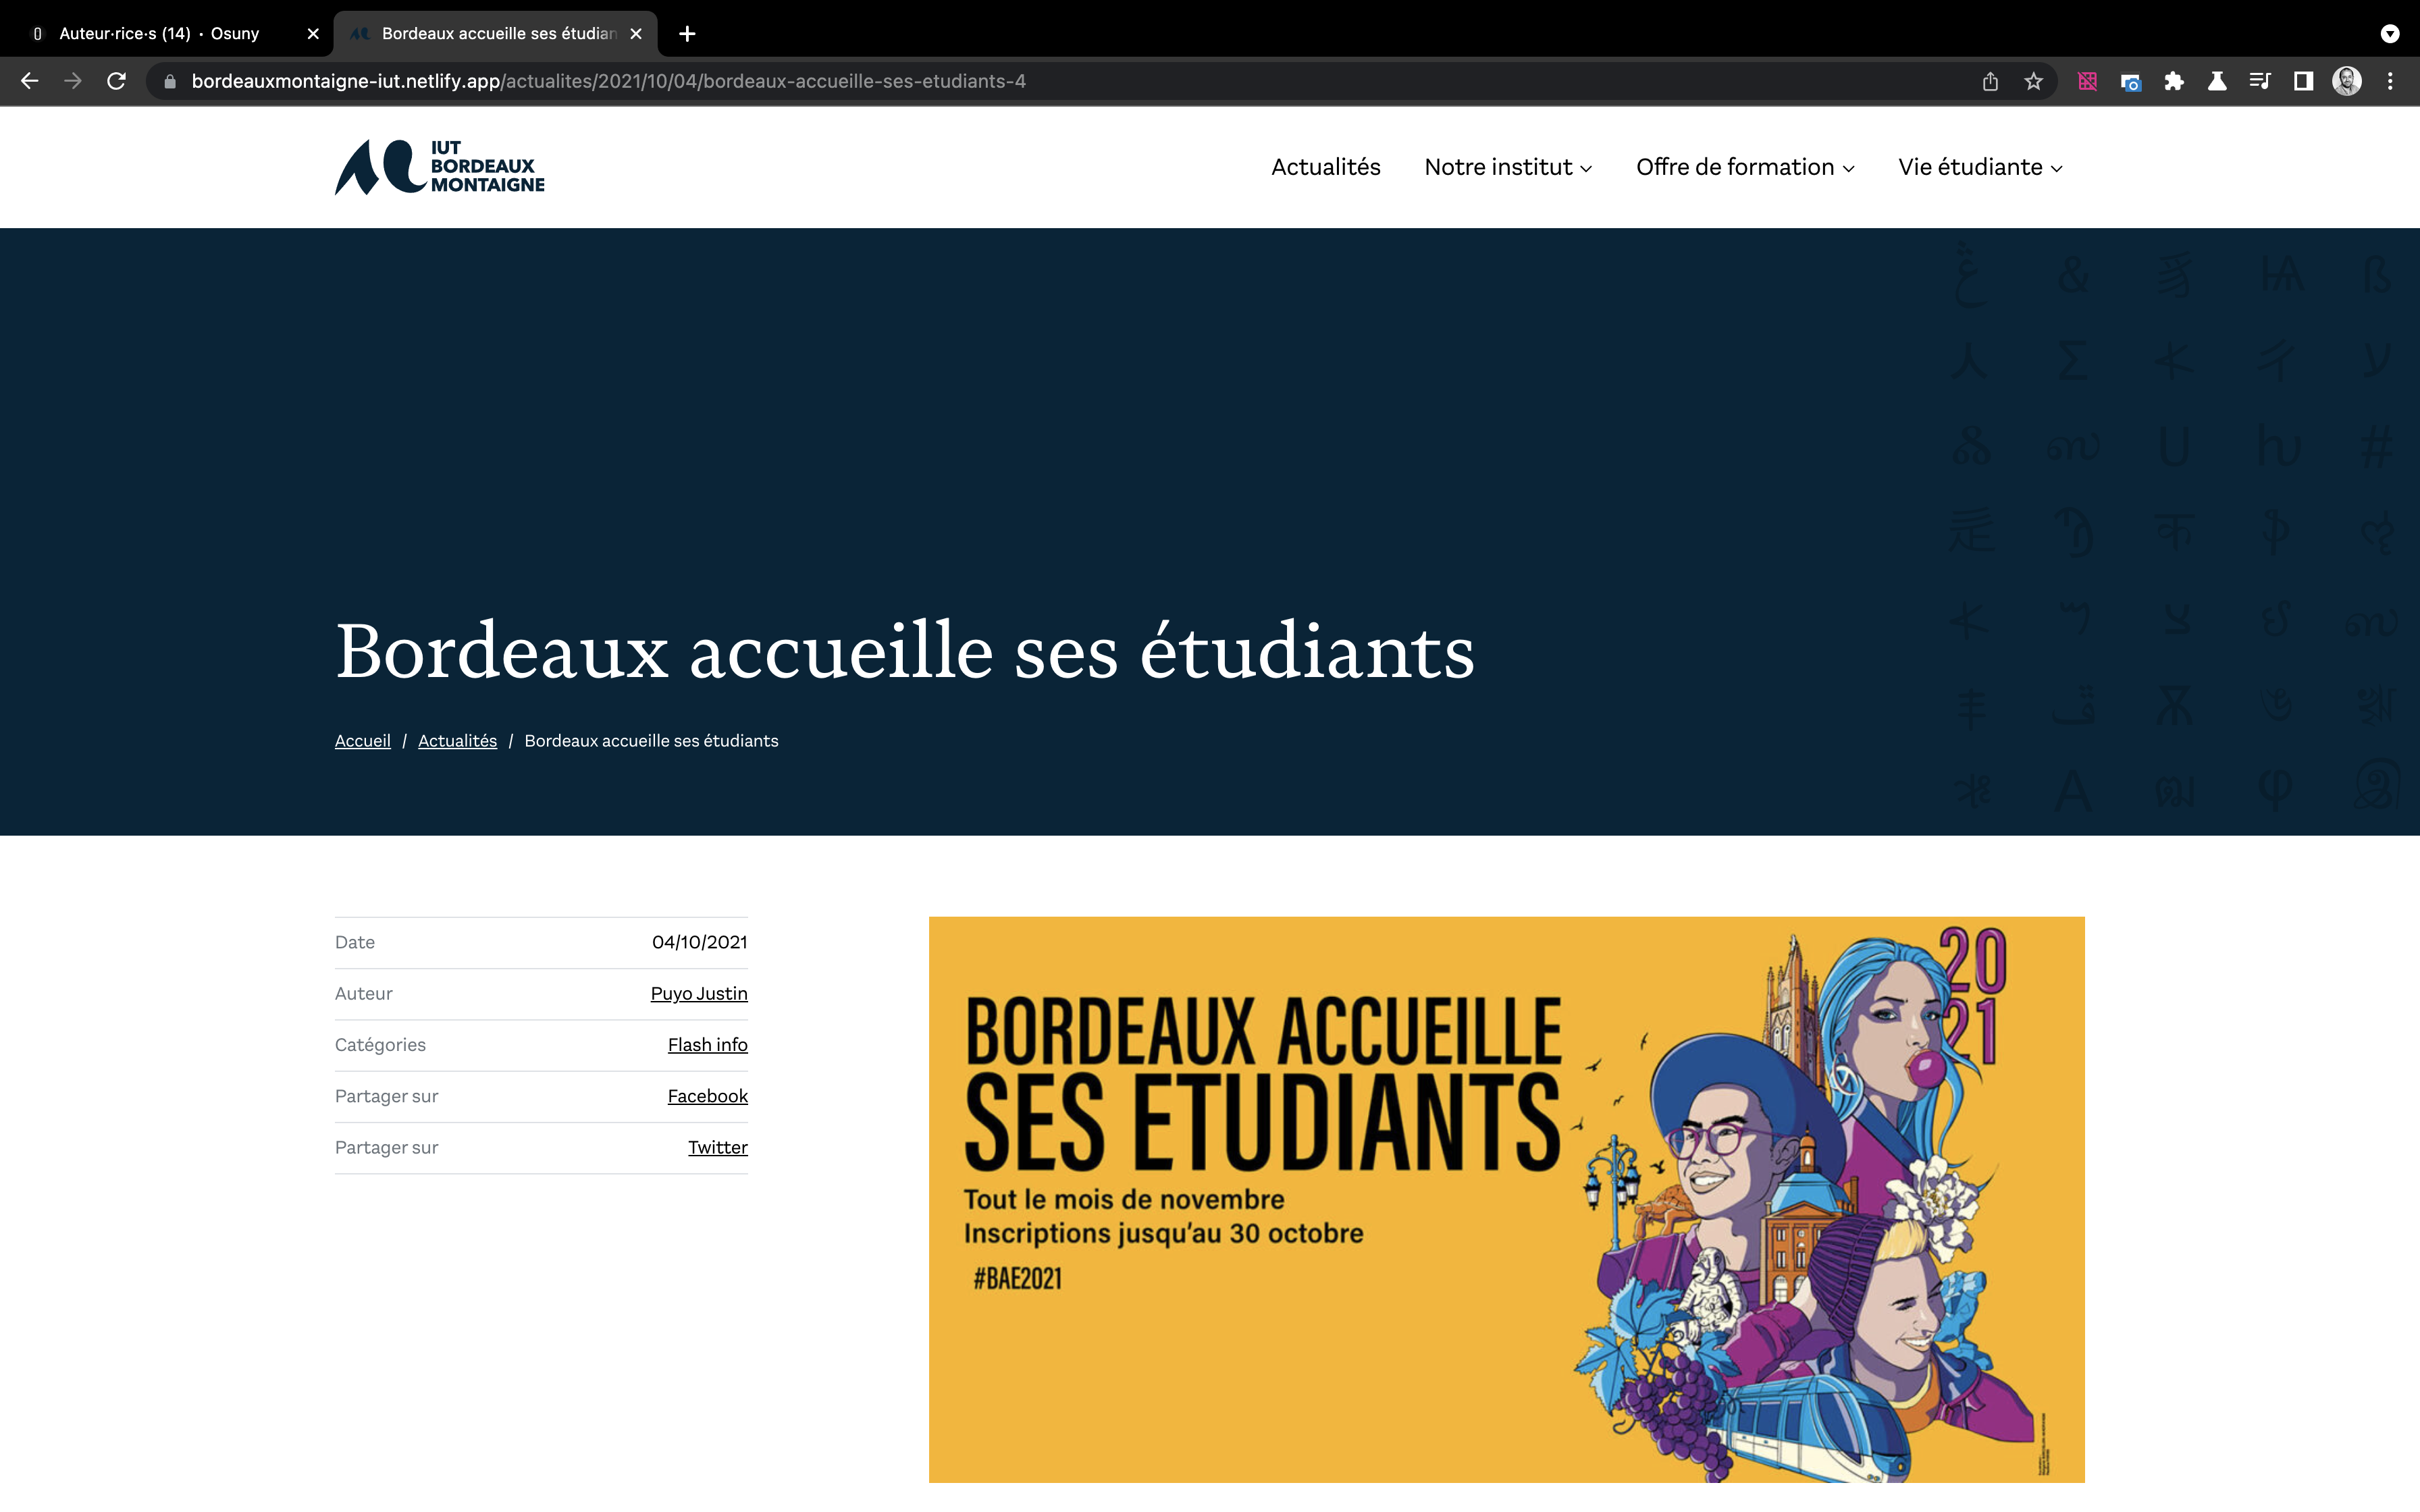 Auteur·rice·s (14) · Osuny
Bordeaux accueille ses étudian
bordeauxmontaigne-iut.netlify.app/actualites/2021/10/04/bordeaux-accueille-ses-etudiants-4
IUT
BORDEAUX
MONTAIGNE
Actualités Notre institut Offre de formation Vie étudiante
Bordeaux accueille ses étudiants
Accueil / Actualités / Bordeaux accueille ses étudiants
Date 04/10/2021
Auteur Puyo Justin
Catégories Flash info
Partager sur Facebook
Partager sur Twitter
20
21
BORDEAUX ACCUEILLE
SES ETUDIANTS
Tout le mois de novembre
Inscriptions jusqu'au 30 octobre
#BAE2021